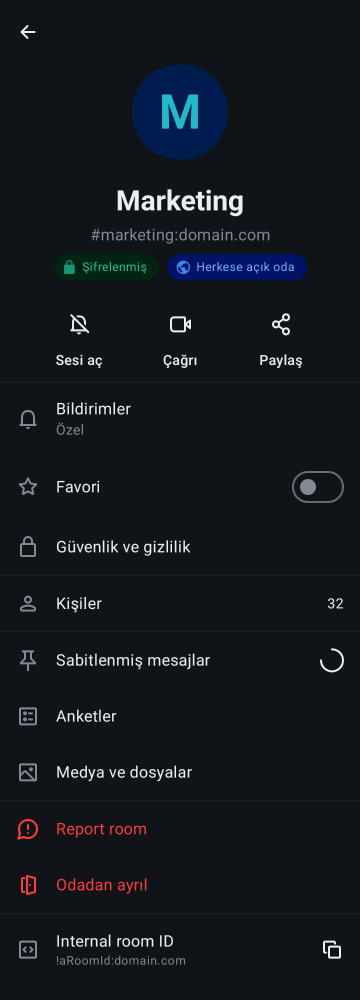 M
Marketing
#marketing:domain.com
Şifrelenmiş
Herkese açık oda
Sesi aç
Çağrı
Paylaş
Bildirimler
Özel
Favori
Güvenlik ve gizlilik
Kişiler
32
Sabitlenmiş mesajlar
Anketler
Medya ve dosyalar
Report room
Odadan ayrıl
Internal room ID
!aRoomId:domain.com